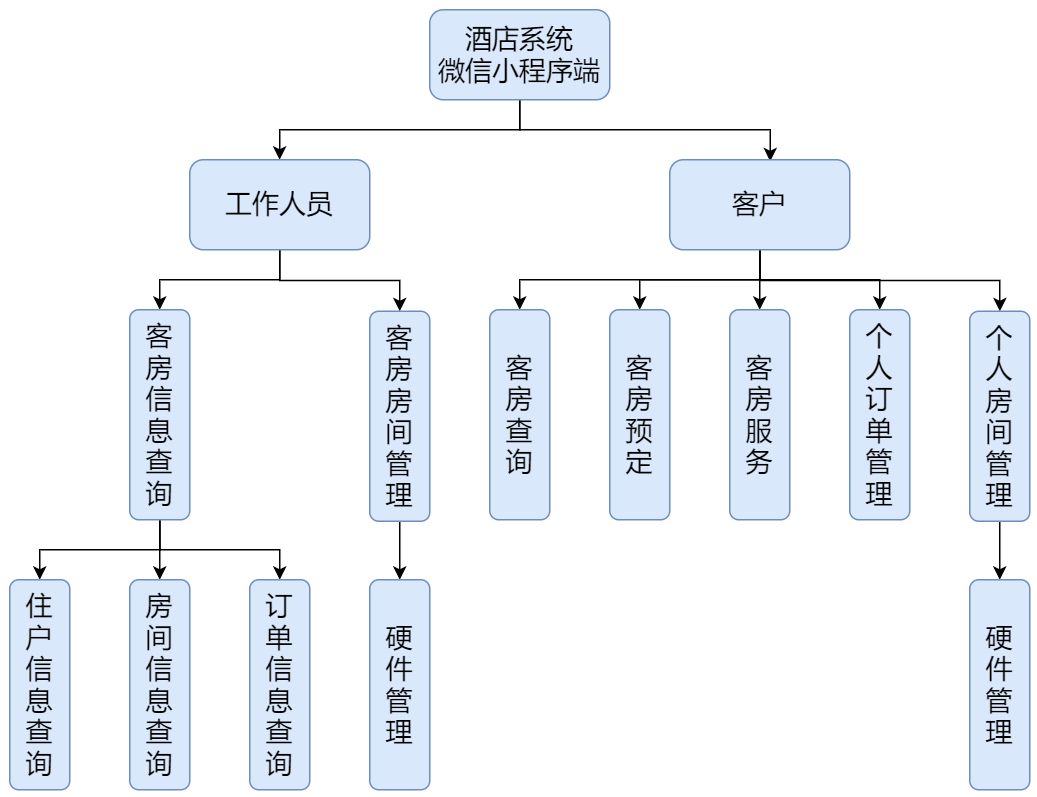 酒店系统
微信小程序端
工作人员
客户
客房信息查询
客房房间管理
客房查询
客房预定
客房服务
个人订单管理
个人房间管理
住户信息查询
房间信息查询
订单信息查询
硬件管理
硬件管理